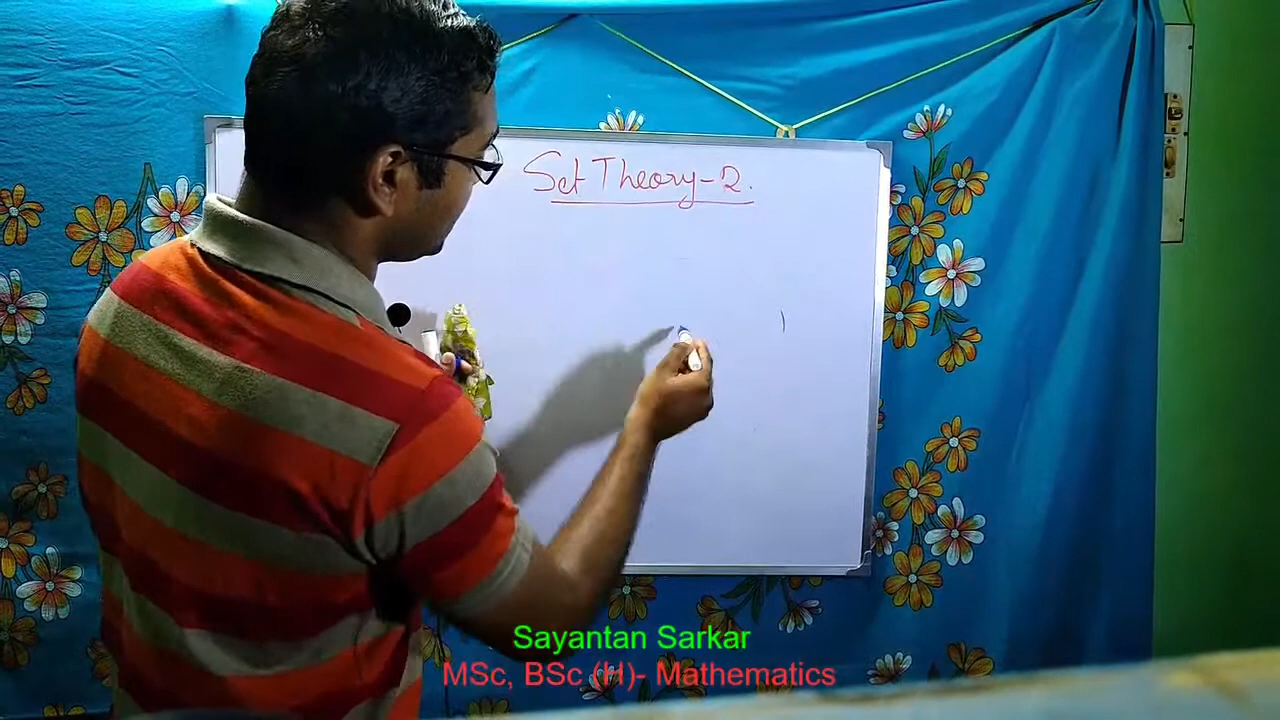 Set Theory-2.
Sayantan Sarkar
MSc, BSc (H)- Mathematics